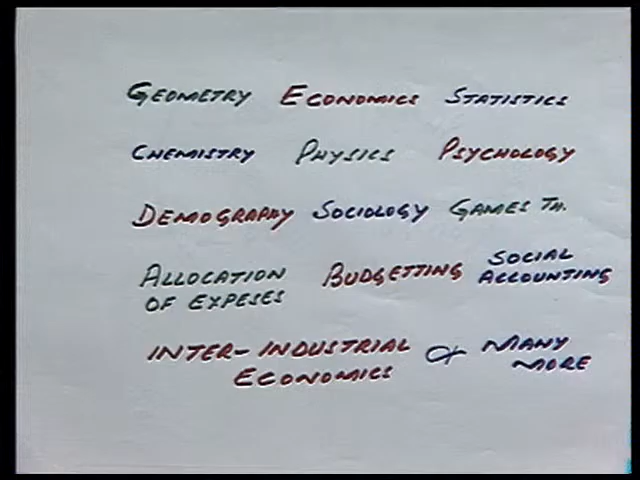 GEOMETRY ECONOMICS STATISTICS
CHEMISTRY PHYSICS PSYCHOLOGY
DEMOGRAPHY SOCIOLOGY GAMES TH.
ALLOCATION OF EXPESES BUDGETTING SOCIAL ACCOUNTING
INTER-INDUSTRIAL ECONOMICS & MANY MORE